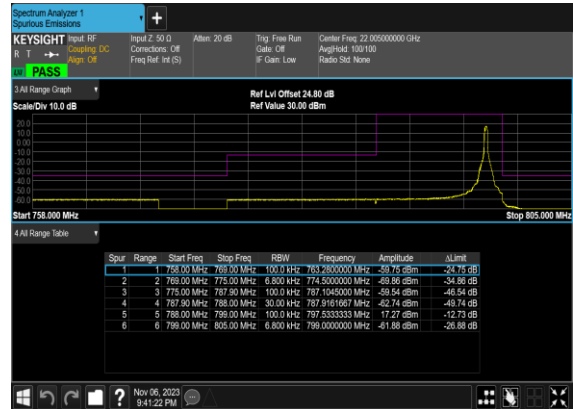 Spectrum Analyzer 1
Spurious Emissions
+
KEYSIGHT Input: RF Input Z: 50 Ω Atten: 20 dB Trig: Free Run Center Freq: 22.005000000 GHz
R T Coupling: DC Corrections: Off Gate: Off Avg|Hold: 100/100
Align: Off Freq Ref: Int (S) IF Gain: Low Radio Std: None
PASS
3 All Range Graph
Ref Lvl Offset 24.80 dB
Scale/Div 10.0 dB Ref Value 30.00 dBm
20.0
10.0
0.00
-10.0
-20.0
-30.0
-40.0
-50.0
-60.0
Start 758.000 MHz Stop 805.000 MHz
4 All Range Table
Spur Range Start Freq Stop Freq RBW Frequency Amplitude ΔLimit
1 1 758.00 MHz 769.00 MHz 100.0 kHz 763.2800000 MHz -59.75 dBm -24.75 dB
2 2 769.00 MHz 775.00 MHz 6.800 kHz 774.5000000 MHz -69.86 dBm -34.86 dB
3 3 775.00 MHz 787.90 MHz 100.0 kHz 787.1045000 MHz -59.54 dBm -46.54 dB
4 4 787.90 MHz 788.00 MHz 30.00 kHz 787.9161667 MHz -62.74 dBm -49.74 dB
5 5 788.00 MHz 799.00 MHz 100.0 kHz 797.5333333 MHz 17.27 dBm -12.73 dB
6 6 799.00 MHz 805.00 MHz 6.800 kHz 799.0000000 MHz -61.88 dBm -26.88 dB
? Nov 06, 2023
9:41:22 PM